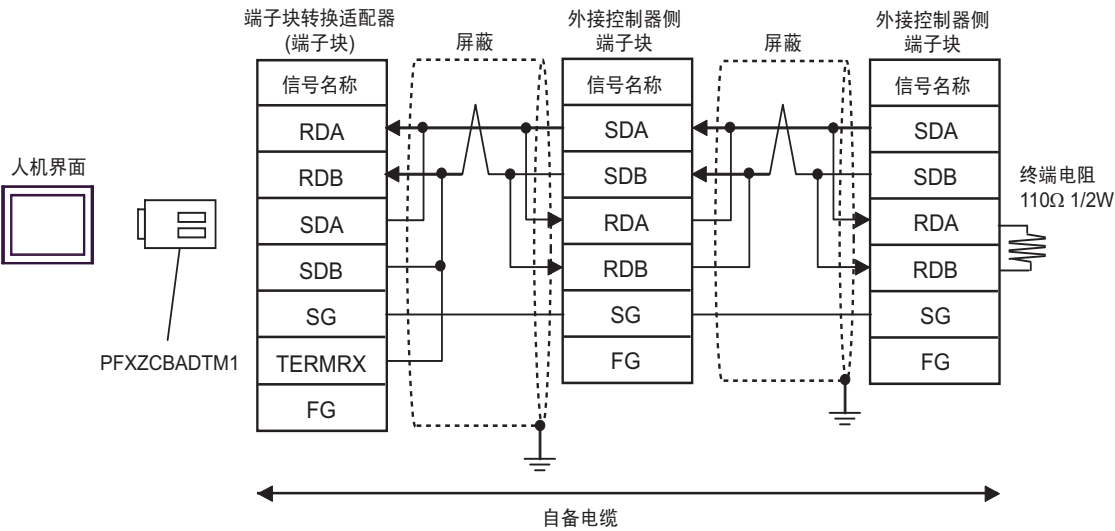 端子块转换适配器
(端子块)
屏蔽
外接控制器侧
端子块
屏蔽
外接控制器侧
端子块
信号名称
RDA
RDB
SDA
SDB
SG
TERMRX
FG
信号名称
SDA
SDB
RDA
RDB
SG
FG
信号名称
SDA
SDB
RDA
RDB
SG
FG
人机界面
PFXZCBADTM1
终端电阻
110Ω 1/2W
自备电缆